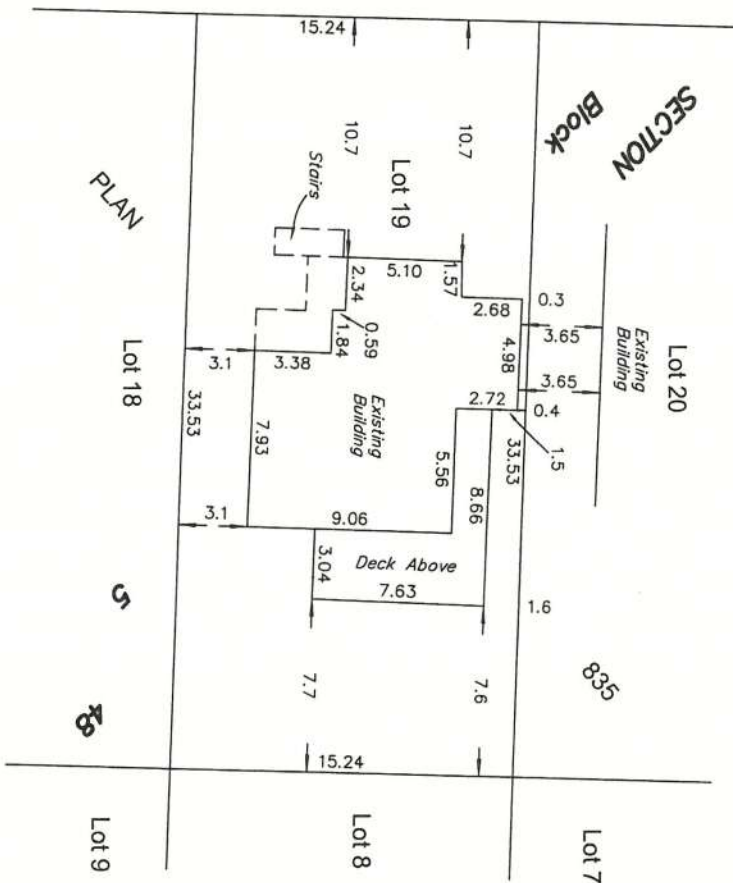 15.24
SECTION
Block
10.7
10.7
Lot 19
Stairs
PLAN
5.10
1.57
2.34
2.68
0.3
3.65
Existing
Building
Lot 20
0.59
1.84
4.98
3.65
Lot 18
3.1
3.38
2.72
0.4
1.5
33.53
7.93
Existing
Building
5.56
8.66
33.53
3.1
9.06
3.04
Deck Above
7.63
1.6
5
835
48
7.7
7.6
15.24
Lot 9
Lot 8
Lot 7